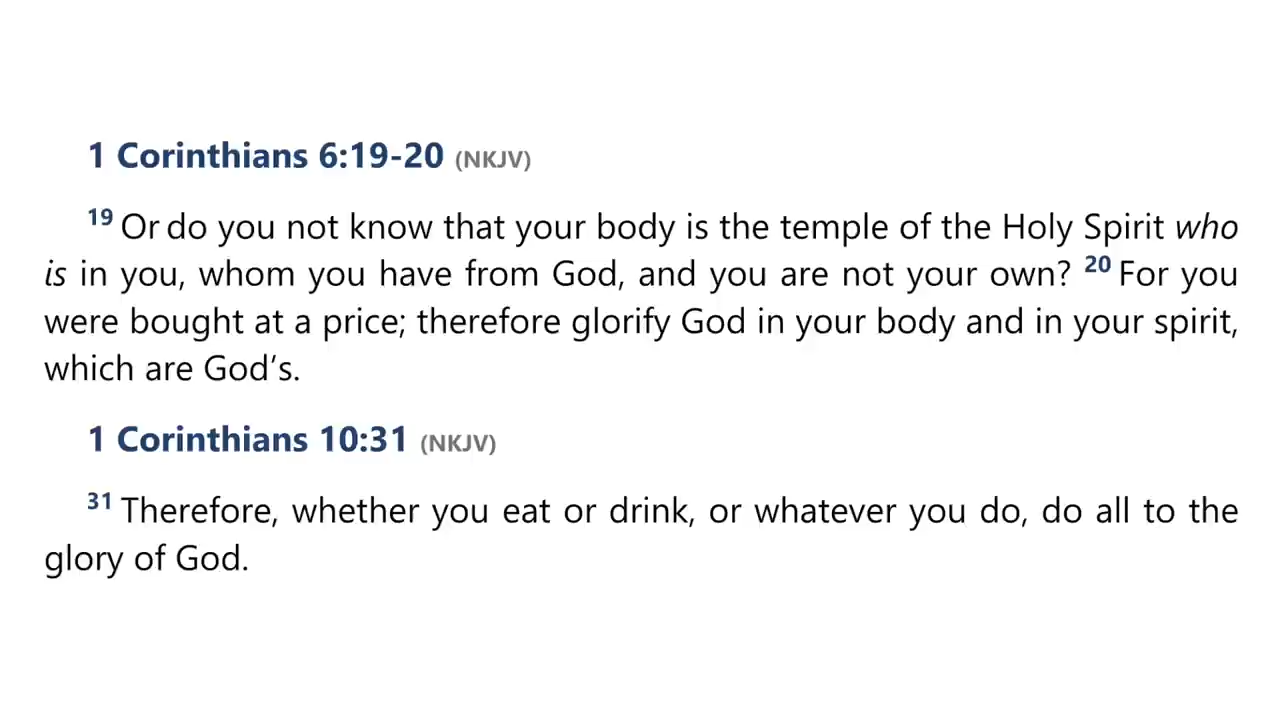 1 Corinthians 6:19-20 (NKJV)
19 Or do you not know that your body is the temple of the Holy Spirit who
is in you, whom you have from God, and you are not your own? 20 For you
were bought at a price; therefore glorify God in your body and in your spirit,
which are God’s.
1 Corinthians 10:31 (NKJV)
31 Therefore, whether you eat or drink, or whatever you do, do all to the
glory of God.